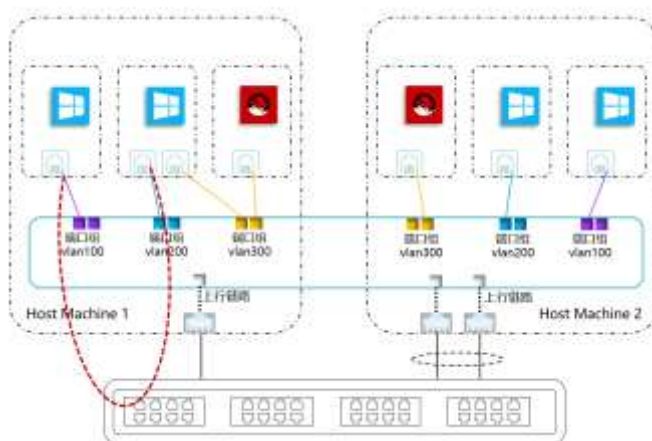 端口组
vlan100
端口组
vlan200
端口组
vlan300
端口组
vlan300
端口组
vlan200
端口组
vlan100
上行链路
上行链路
Host Machine 1
Host Machine 2